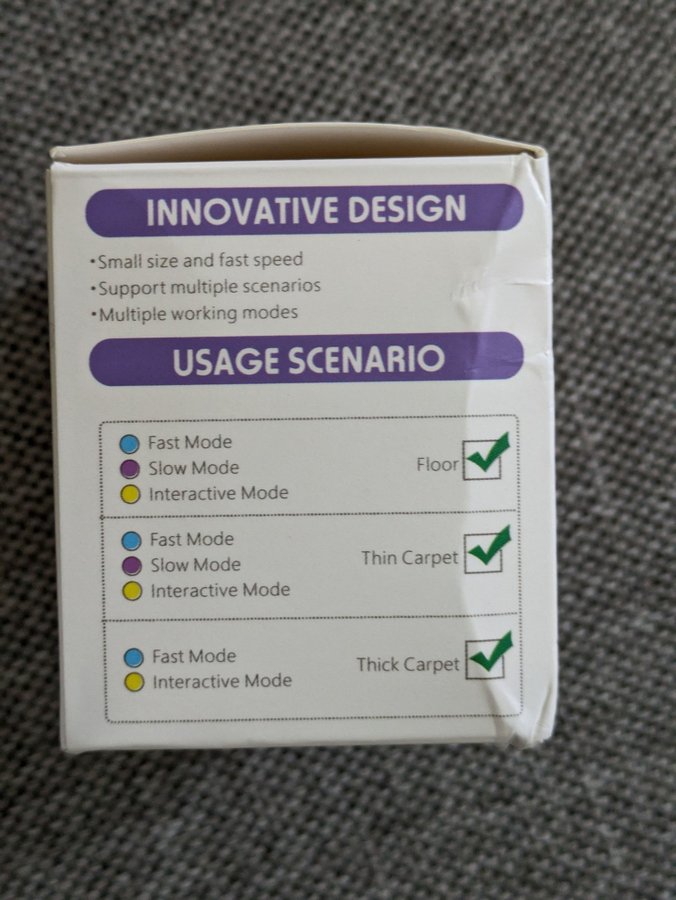 INNOVATIVE DESIGN
•Small size and fast speed
•Support multiple scenarios
•Multiple working modes
USAGE SCENARIO
Fast Mode
Slow Mode
Interactive Mode
Floor
Fast Mode
Slow Mode
Interactive Mode
Thin Carpet
Fast Mode
Interactive Mode
Thick Carpet